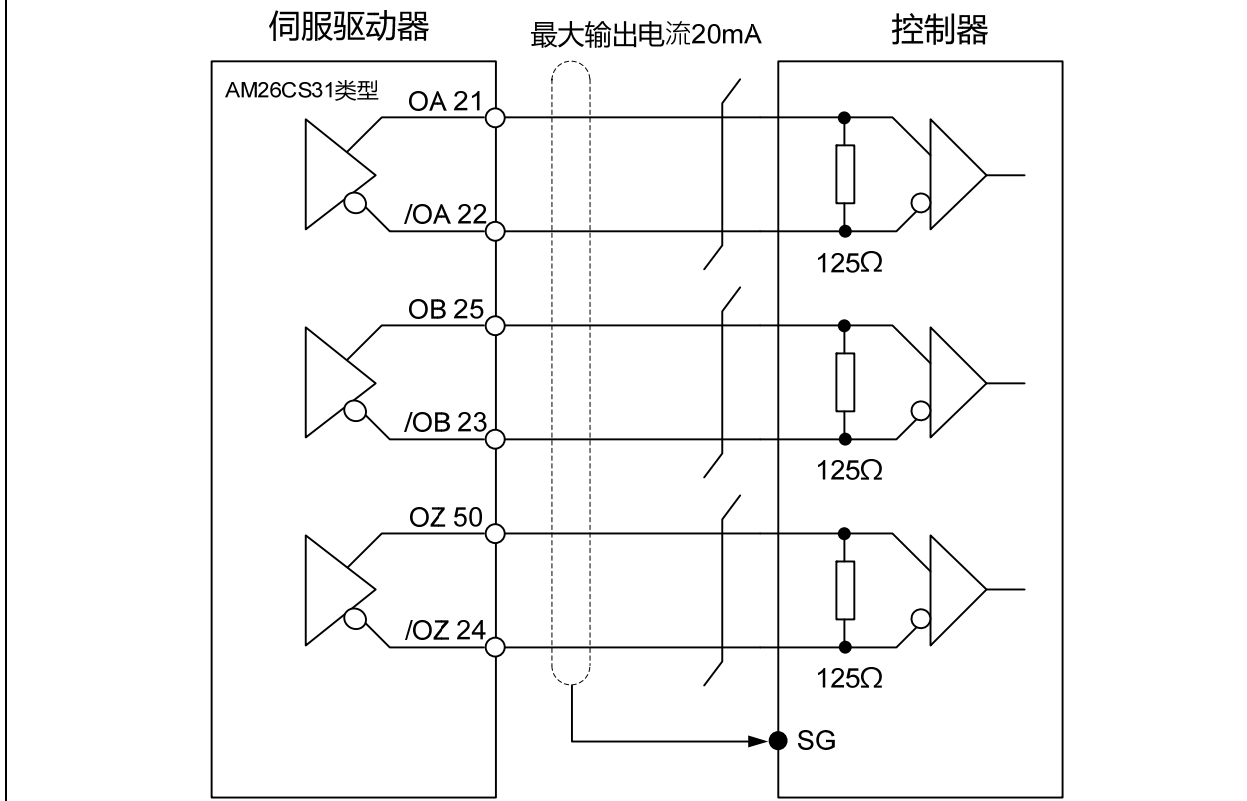 伺服驱动器
最大输出电流20mA
控制器
AM26CS31类型
OA 21
/OA 22
125Ω
OB 25
/OB 23
125Ω
OZ 50
/OZ 24
125Ω
SG